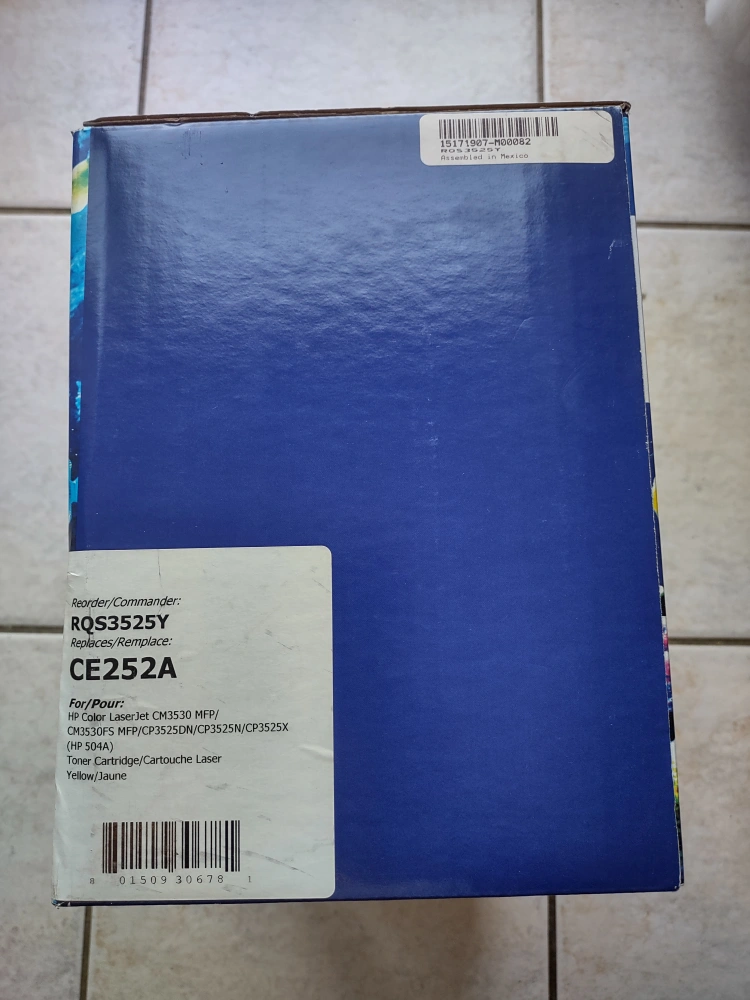 15171907-M00082
RQS3525Y
Assembled in Mexico
Reorder/Commander:
RQS3525Y
Replaces/Remplace:
CE252A
For/Pour:
HP Color LaserJet CM3530 MFP/
CM3530FS MFP/CP3525DN/CP3525N/CP3525X
(HP 504A)
Toner Cartridge/Cartouche Laser
Yellow/Jaune
8 01509 30678 1